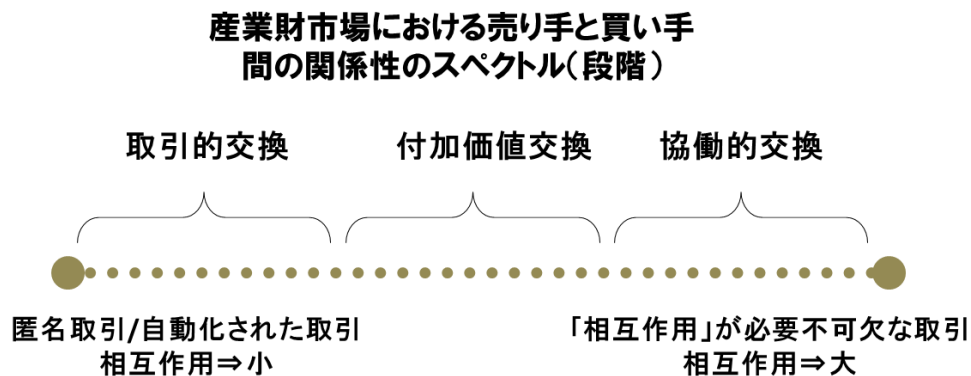 産業財市場における売り手と買い手
間の関係性のスペクトル（段階）
取引的交換
付加価値交換
協働的交換
匿名取引/自動化された取引
相互作用⇒小
「相互作用」が必要不可欠な取引
相互作用⇒大